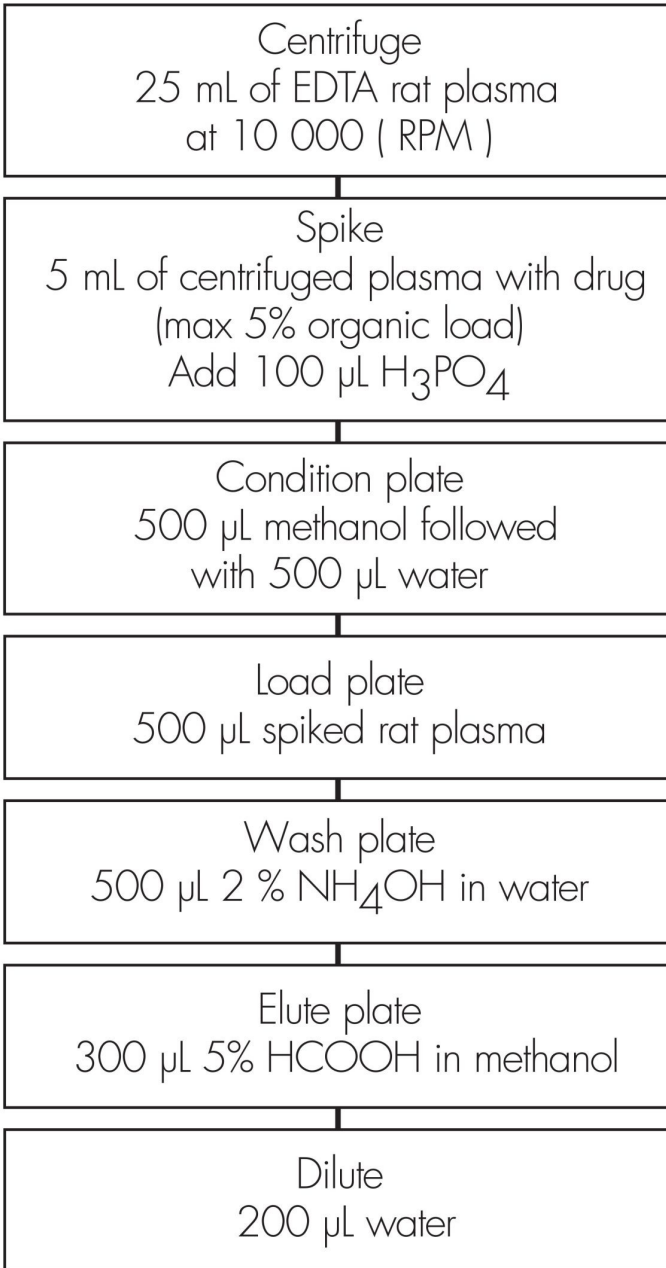 Centrifuge
25 mL of EDTA rat plasma
at 10 000 ( RPM )
Spike
5 mL of centrifuged plasma with drug
(max 5% organic load)
Add 100 µL H₃PO₄
Condition plate
500 µL methanol followed
with 500 µL water
Load plate
500 µL spiked rat plasma
Wash plate
500 µL 2 % NH₄OH in water
Elute plate
300 µL 5% HCOOH in methanol
Dilute
200 µL water